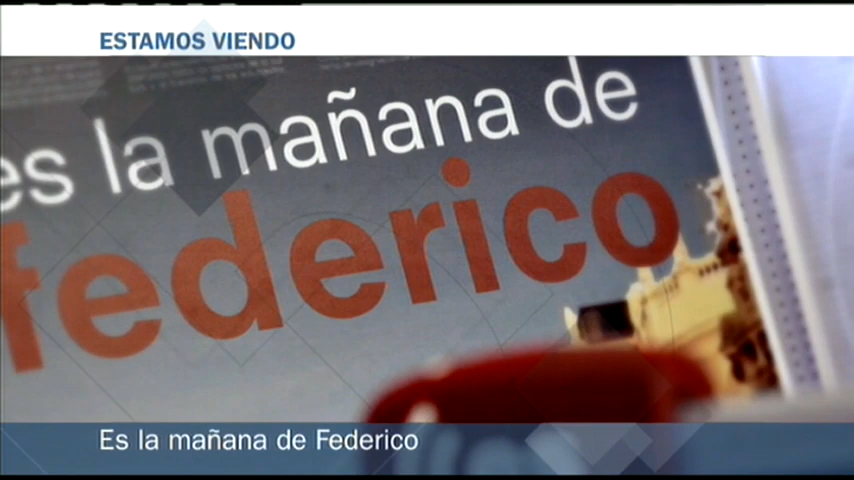 ESTAMOS VIENDO
es la mañana de
federico
Es la mañana de Federico